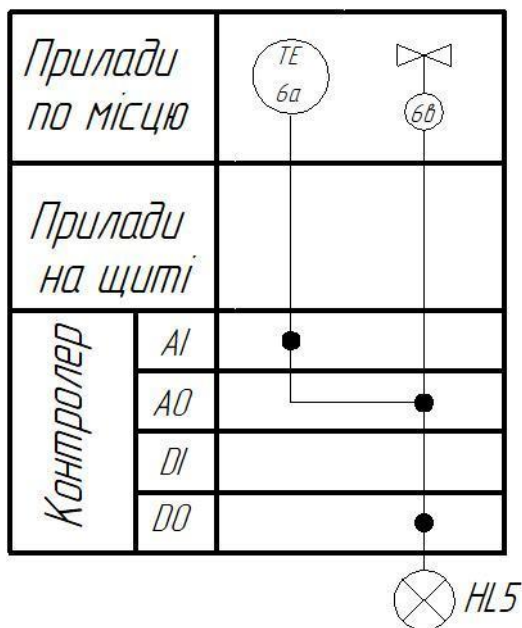 Прилади
по місцю
TE
6а
6в
Прилади
на щиті
Контролер
AI
AO
DI
DO
HL5